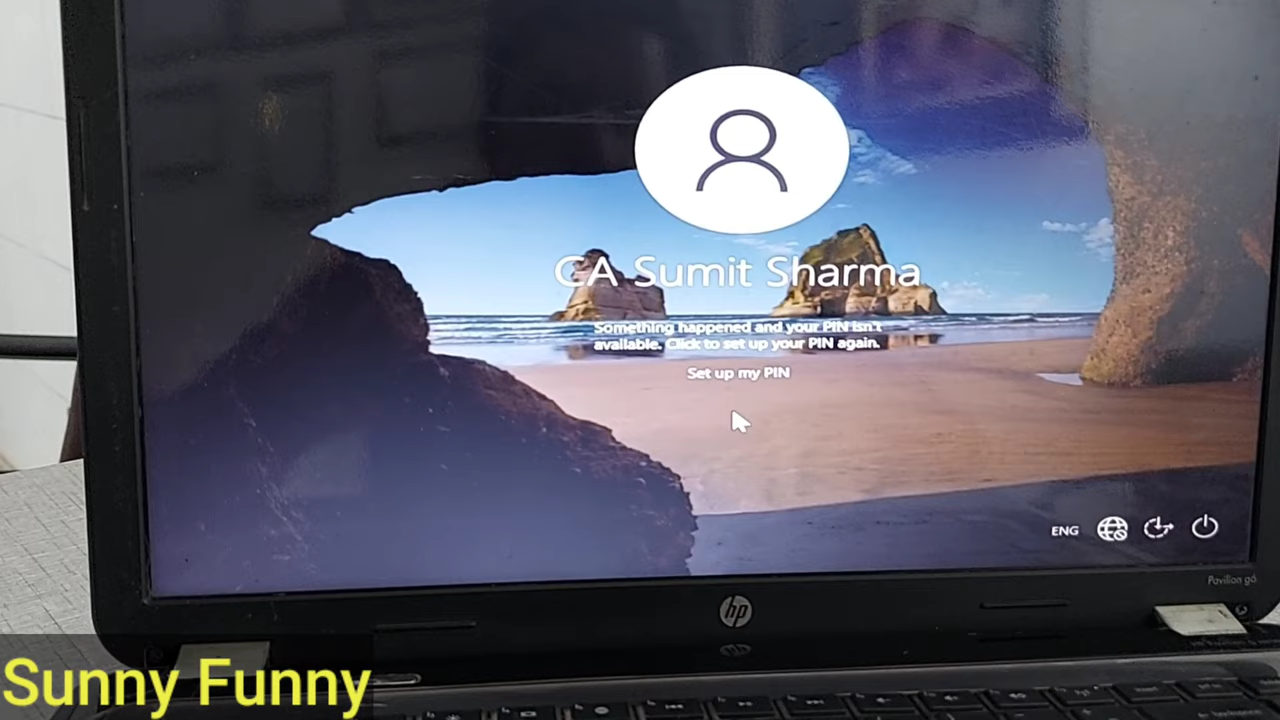 CA Sumit Sharma
Something happened and your PIN isn't
available. Click to set up your PIN again.
Set up my PIN
ENG
Pavilion g6
hp
Sunny Funny